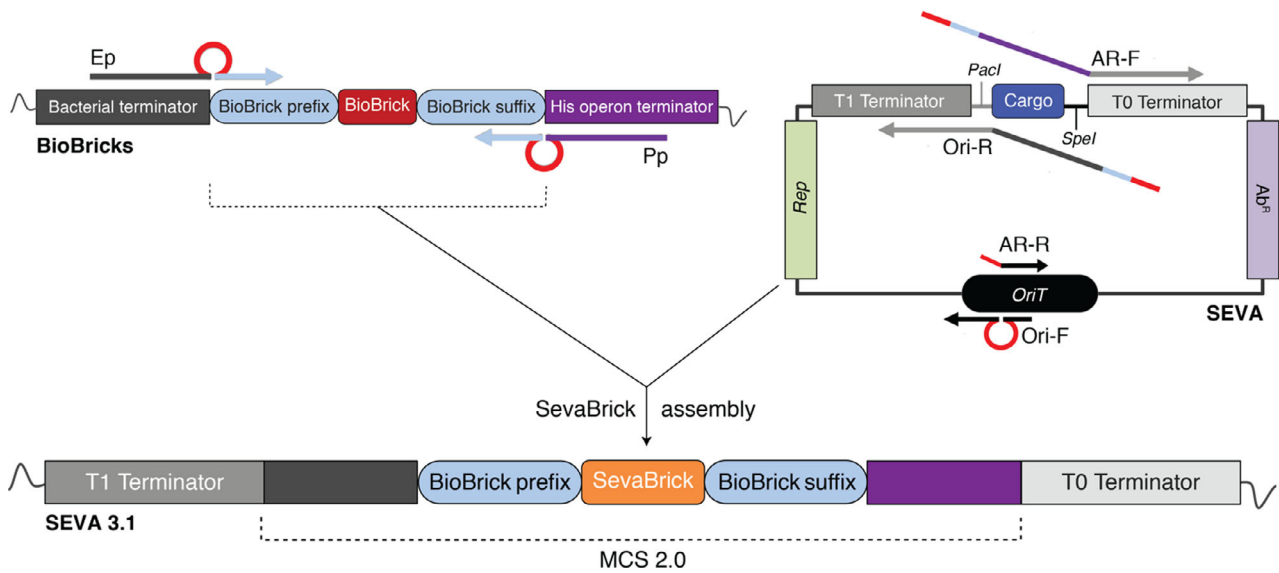 Ep
Bacterial terminator
BioBrick prefix
BioBrick
BioBrick suffix
His operon terminator
BioBricks
Pp
AR-F
PacI
T1 Terminator
Cargo
T0 Terminator
SpeI
Ori-R
Rep
AbR
AR-R
OriT
Ori-F
SEVA
SevaBrick assembly
T1 Terminator
BioBrick prefix
SevaBrick
BioBrick suffix
T0 Terminator
SEVA 3.1
MCS 2.0